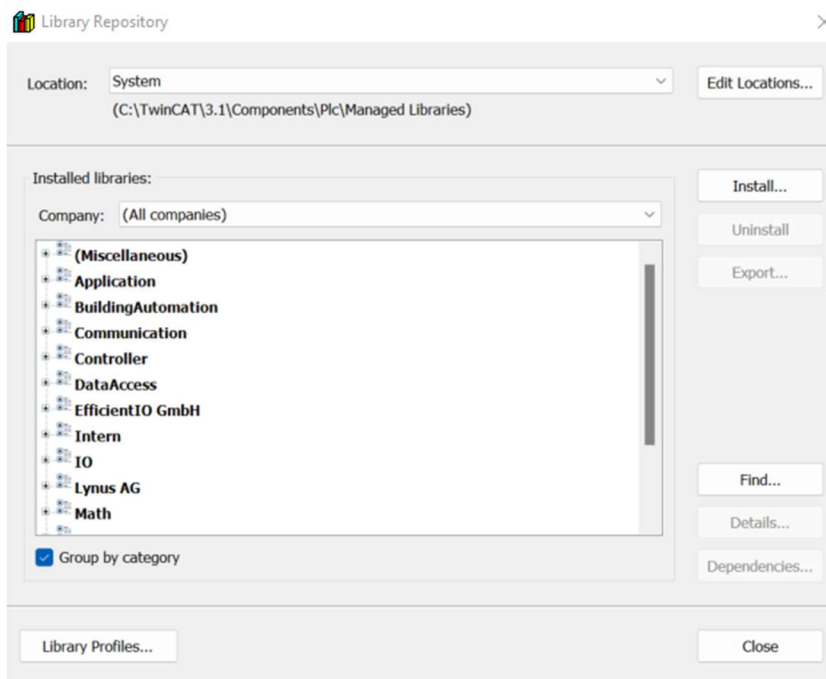 Library Repository
Location:
System
Edit Locations...
(C:\TwinCAT\3.1\Components\Plc\Managed Libraries)
Installed libraries:
Install...
Company:
(All companies)
Uninstall
(Miscellaneous)
Export...
Application
BuildingAutomation
Communication
Controller
DataAccess
EfficientIO GmbH
Intern
IO
Lynus AG
Find...
Math
Details...
Group by category
Dependencies...
Library Profiles...
Close